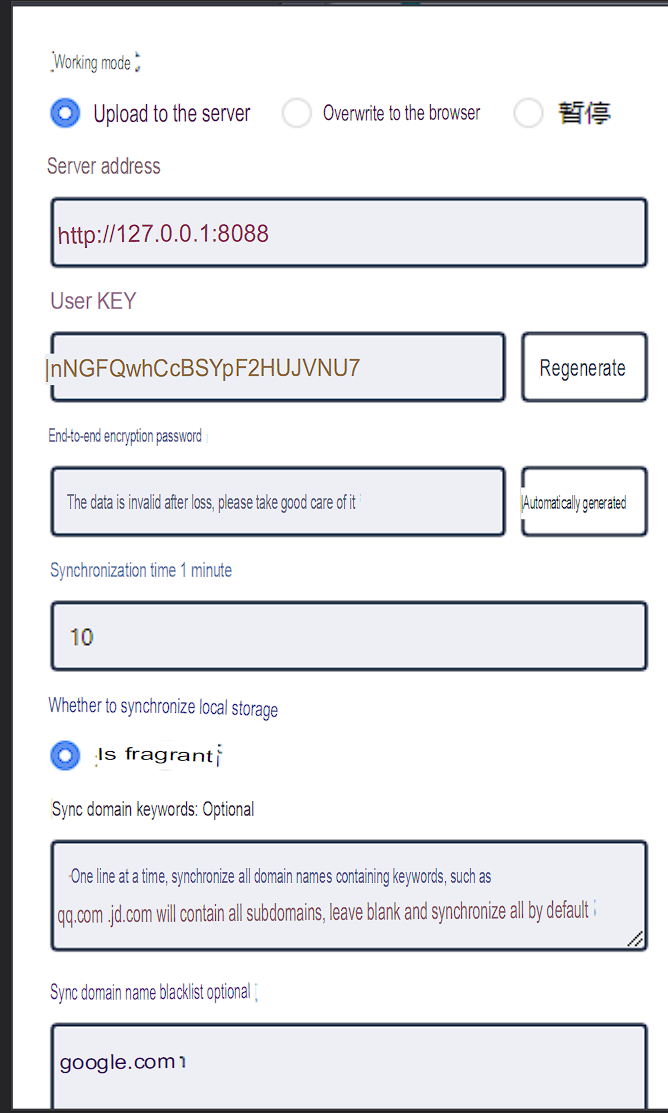 Working mode
Upload to the server
Overwrite to the browser
暂停
Server address
http://127.0.0.1:8088
User KEY
nNGFQwhCcBSYpF2HUJVNU7
Regenerate
End-to-end encryption password
The data is invalid after loss, please take good care of it
Automatically generated
Synchronization time 1 minute
10
Whether to synchronize local storage
Is fragrant
Sync domain keywords: Optional
One line at a time, synchronize all domain names containing keywords, such as
qq.com .jd.com will contain all subdomains, leave blank and synchronize all by default
Sync domain name blacklist optional
google.com